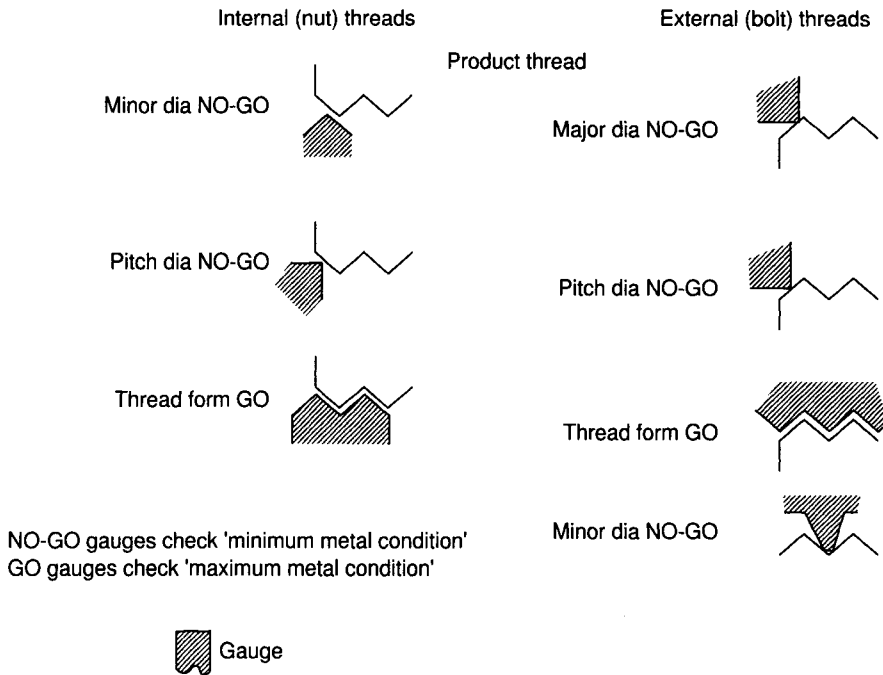 Internal (nut) threads
External (bolt) threads
Product thread
Minor dia NO-GO
Major dia NO-GO
Pitch dia NO-GO
Pitch dia NO-GO
Thread form GO
Thread form GO
Minor dia NO-GO
NO-GO gauges check 'minimum metal condition'
GO gauges check 'maximum metal condition'
Gauge